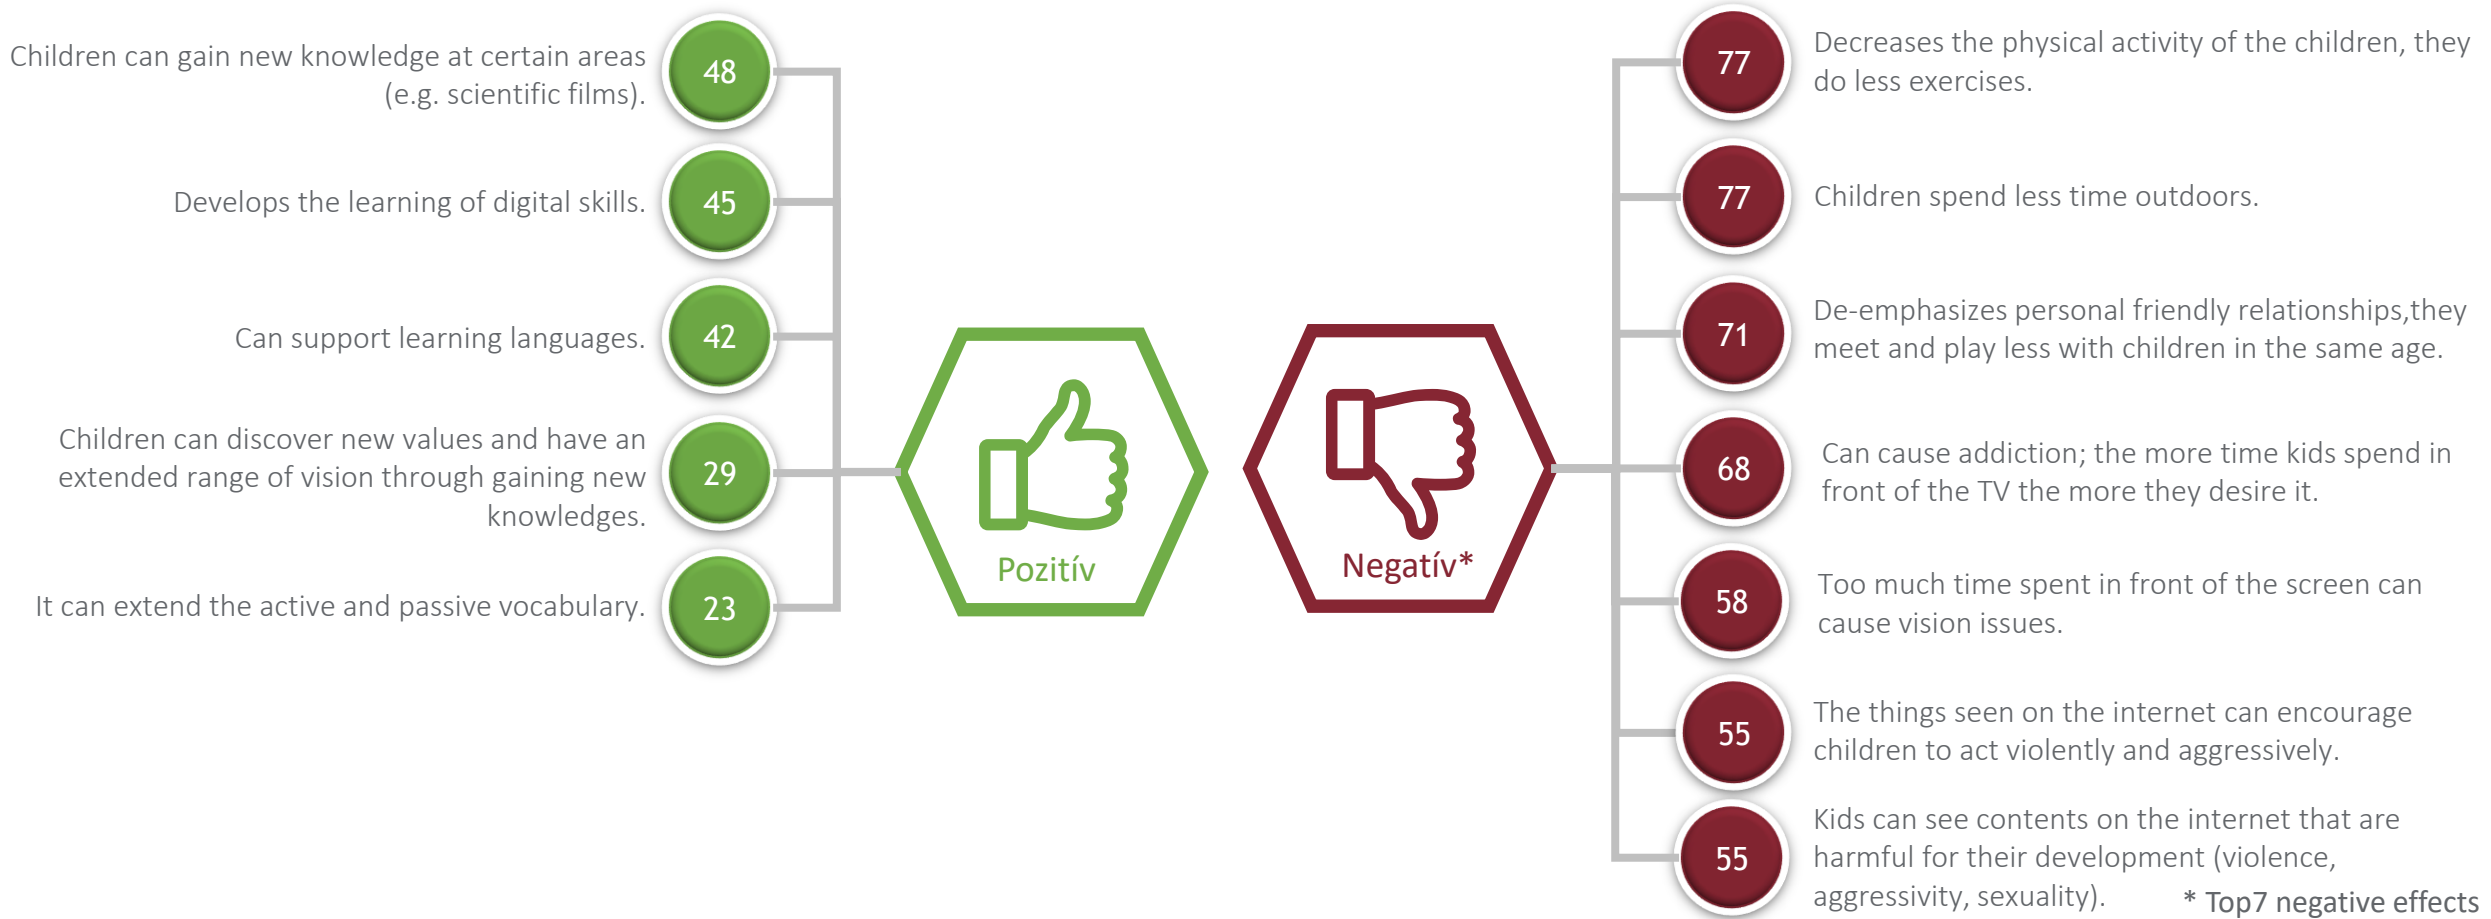 Children can gain new knowledge at certain areas
(e.g. scientific films).
48
Develops the learning of digital skills.
45
Can support learning languages.
42
Children can discover new values and have an
extended range of vision through gaining new
knowledges.
29
It can extend the active and passive vocabulary.
23
Pozitív
Negatív*
77
Decreases the physical activity of the children, they
do less exercises.
77
Children spend less time outdoors.
71
De-emphasizes personal friendly relationships,they
meet and play less with children in the same age.
68
Can cause addiction; the more time kids spend in
front of the TV the more they desire it.
58
Too much time spent in front of the screen can
cause vision issues.
55
The things seen on the internet can encourage
children to act violently and aggressively.
55
Kids can see contents on the internet that are
harmful for their development (violence,
aggressivity, sexuality).
* Top7 negative effects